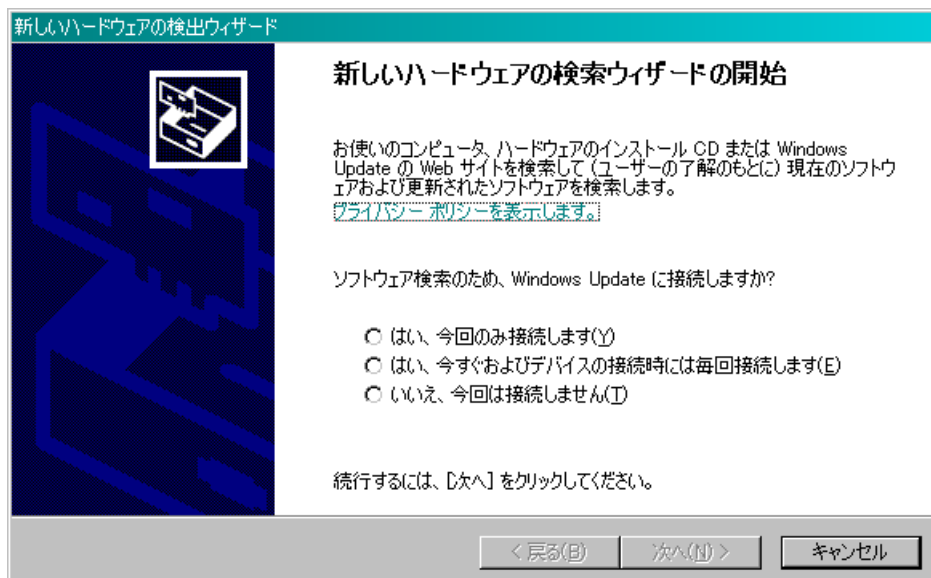 新しいハードウェアの検出ウィザード
新しいハードウェアの検索ウィザードの開始
お使いのコンピュータ、ハードウェアのインストール CD または Windows
Update の Web サイトを検索して (ユーザーの了解のもとに) 現在のソフトウ
ェアおよび更新されたソフトウェアを検索します。
プライバシー ポリシーを表示します。
ソフトウェア検索のため、Windows Update に接続しますか?
はい、今回のみ接続します(Y)
はい、今すぐおよびデバイスの接続時には毎回接続します(E)
いいえ、今回は接続しません(T)
続行するには、[次へ] をクリックしてください。
< 戻る(B)
次へ(N) >
キャンセル